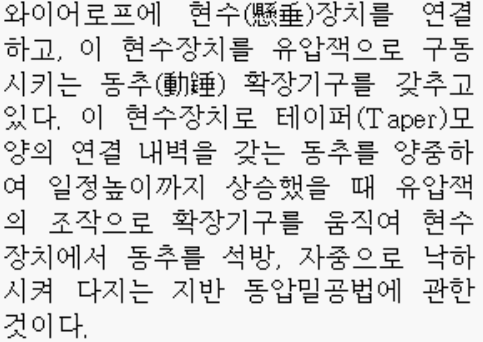 와이어로프에 현수(懸垂)장치를 연결
하고, 이 현수장치를 유압잭으로 구동
시키는 동추(動錘) 확장기구를 갖추고
있다. 이 현수장치로 테이퍼(Taper)모
양의 연결 내벽을 갖는 동추를 양중하
여 일정높이까지 상승했을 때 유압잭
의 조작으로 확장기구를 움직여 현수
장치에서 동추를 석방, 자중으로 낙하
시켜 다지는 지반 동압밀공법에 관한
것이다.